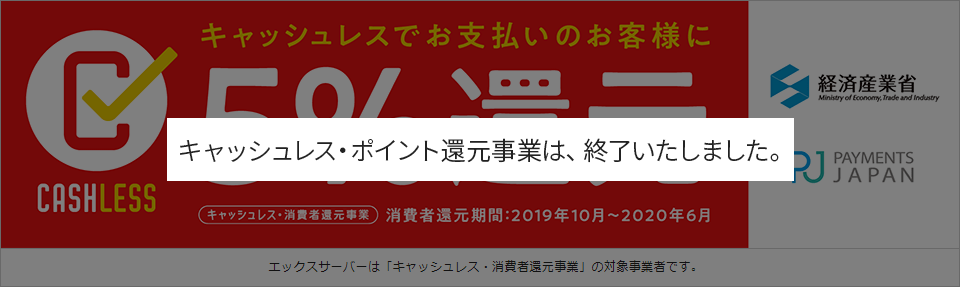 キャッシュレスでお支払いのお客様に
5%還元
キャッシュレス・ポイント還元事業は、終了いたしました。
CASHLESS
キャッシュレス・消費者還元事業 消費者還元期間：2019年10月～2020年6月
経済産業省
Ministry of Economy, Trade and Industry
PAYMENTS
JAPAN
エックスサーバーは「キャッシュレス・消費者還元事業」の対象事業者です。